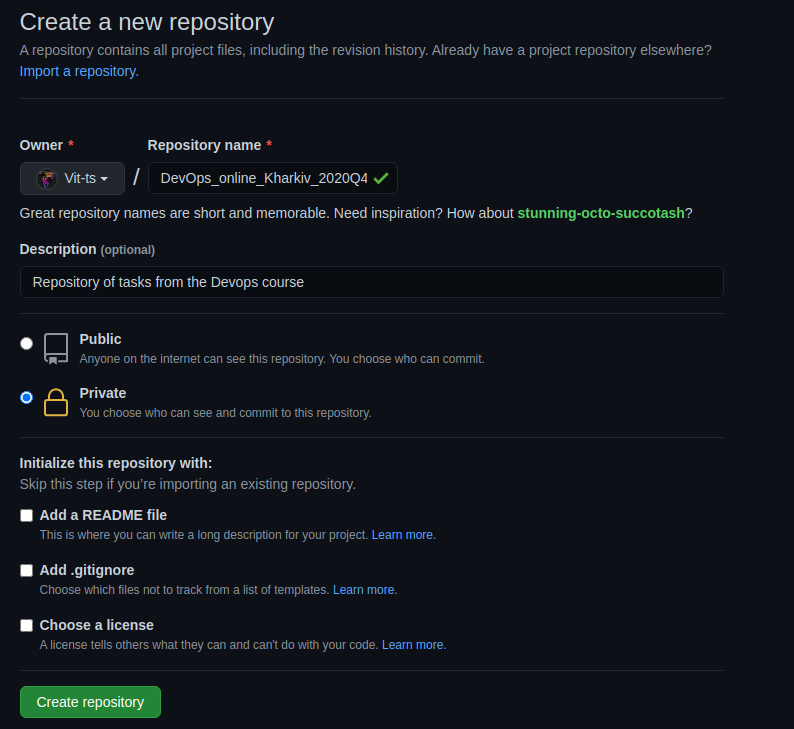 Create a new repository
A repository contains all project files, including the revision history. Already have a project repository elsewhere?
Import a repository.
Owner * Repository name *
Vit-ts / DevOps_online_Kharkiv_2020Q4
Great repository names are short and memorable. Need inspiration? How about stunning-octo-succotash?
Description (optional)
Repository of tasks from the Devops course
Public
Anyone on the internet can see this repository. You choose who can commit.
Private
You choose who can see and commit to this repository.
Initialize this repository with:
Skip this step if you're importing an existing repository.
Add a README file
This is where you can write a long description for your project. Learn more.
Add .gitignore
Choose which files not to track from a list of templates. Learn more.
Choose a license
A license tells others what they can and can't do with your code. Learn more.
Create repository